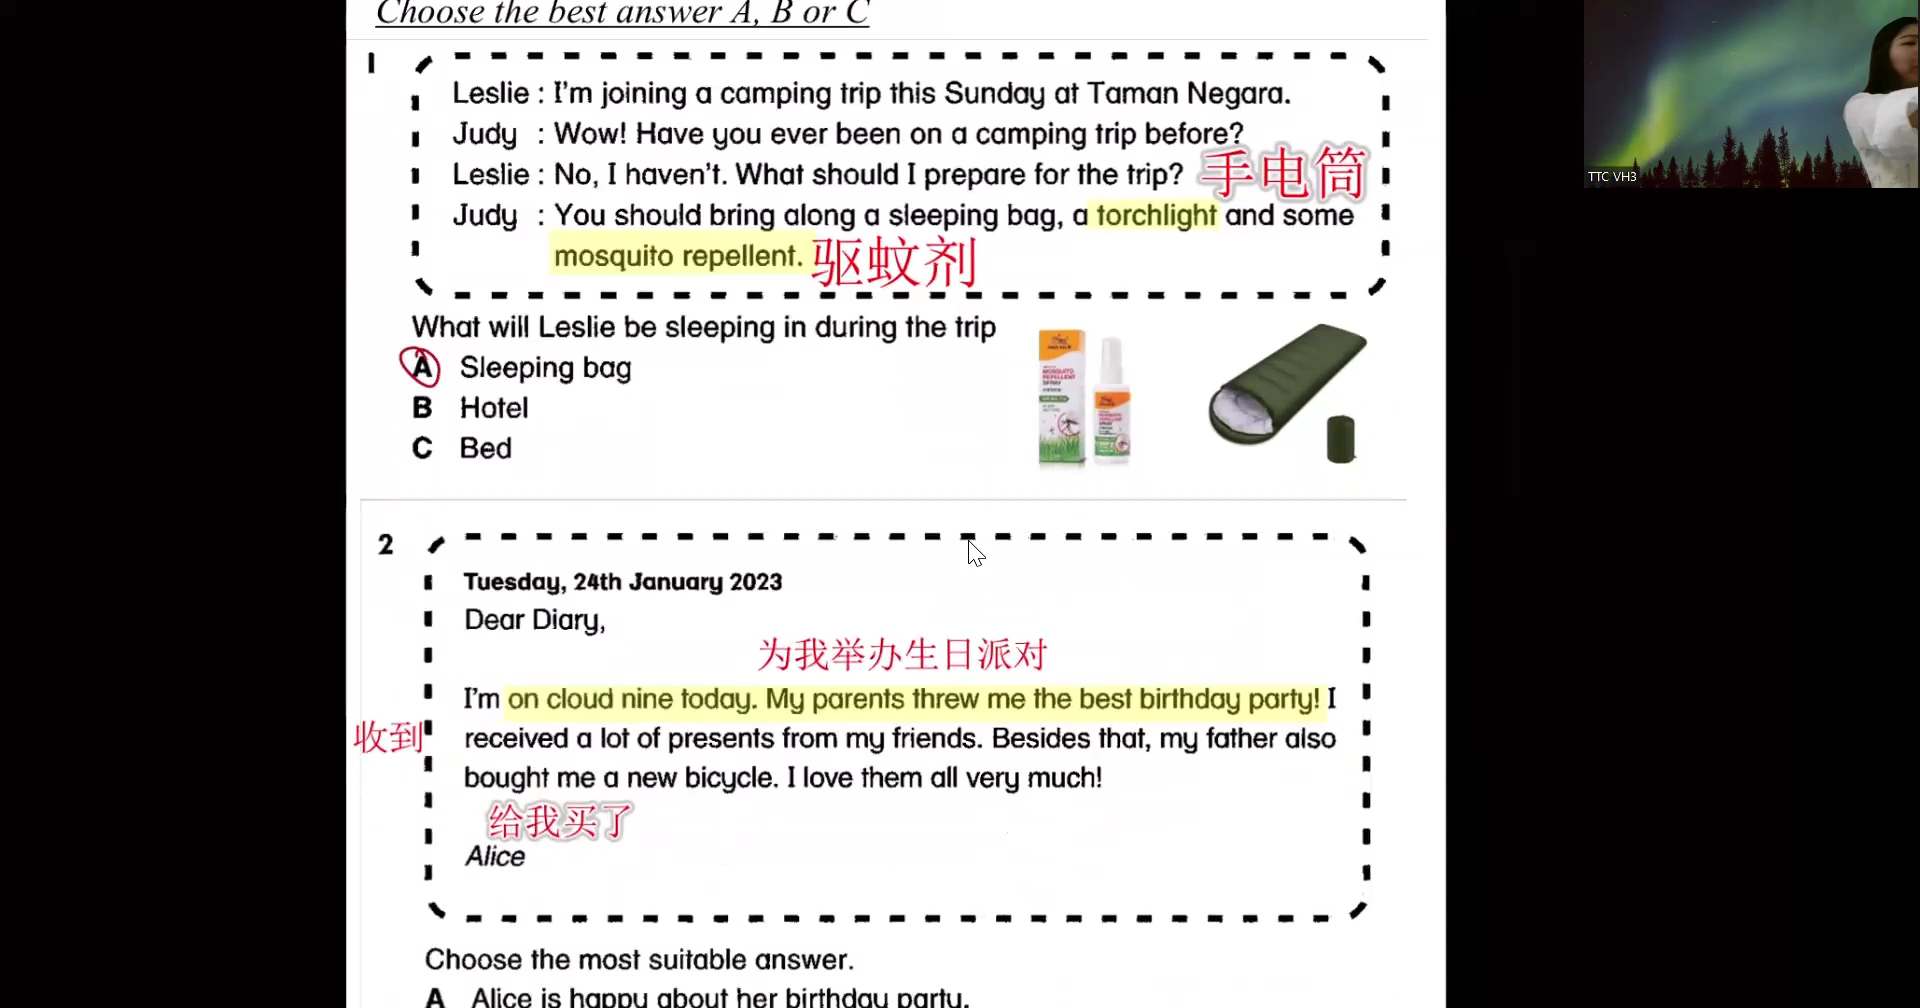 Choose the best answer A, B or C
1
Leslie : I'm joining a camping trip this Sunday at Taman Negara.
Judy : Wow! Have you ever been on a camping trip before?
Leslie : No, I haven't. What should I prepare for the trip?
手电筒
Judy : You should bring along a sleeping bag, a torchlight and some
mosquito repellent.
驱蚊剂
What will Leslie be sleeping in during the trip
A Sleeping bag
B Hotel
C Bed
MOSQUITO
REPELLENT
SPRAY
2
Tuesday, 24th January 2023
Dear Diary,
为我举办生日派对
I'm on cloud nine today. My parents threw me the best birthday party! I
收到
received a lot of presents from my friends. Besides that, my father also
bought me a new bicycle. I love them all very much!
给我买了
Alice
Choose the most suitable answer.
A Alice is happy about her birthday party.
TTC VH3